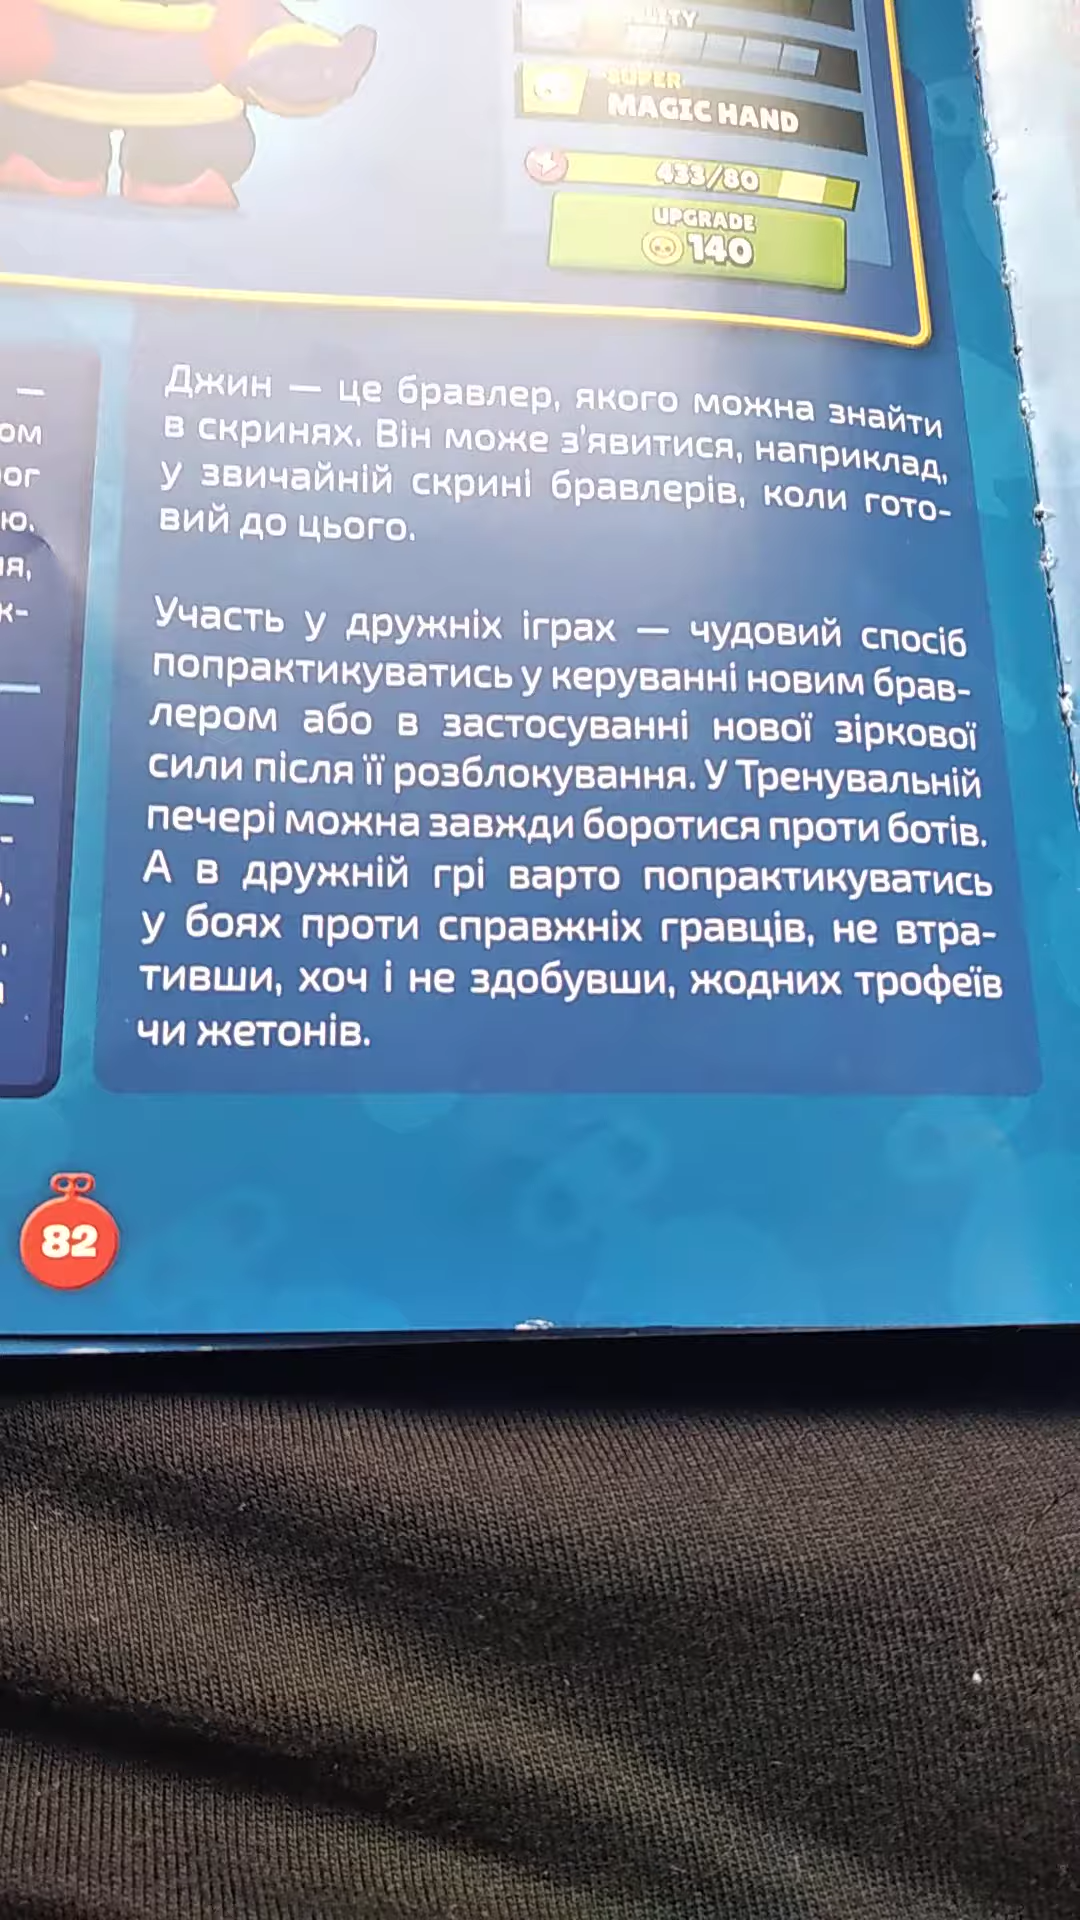 SUPER
MAGIC HAND
433/80
UPGRADE
140
Джин — це бравлер, якого можна знайти
в скринях. Він може з'явитися, наприклад,
у звичайній скрині бравлерів, коли гото-
вий до цього.
Участь у дружніх іграх — чудовий спосіб
попрактикуватись у керуванні новим брав-
лером або в застосуванні нової зіркової
сили після її розблокування. У Тренувальній
печері можна завжди боротися проти ботів.
А в дружній грі варто попрактикуватись
у боях проти справжніх гравців, не втра-
тивши, хоч і не здобувши, жодних трофеїв
чи жетонів.
82